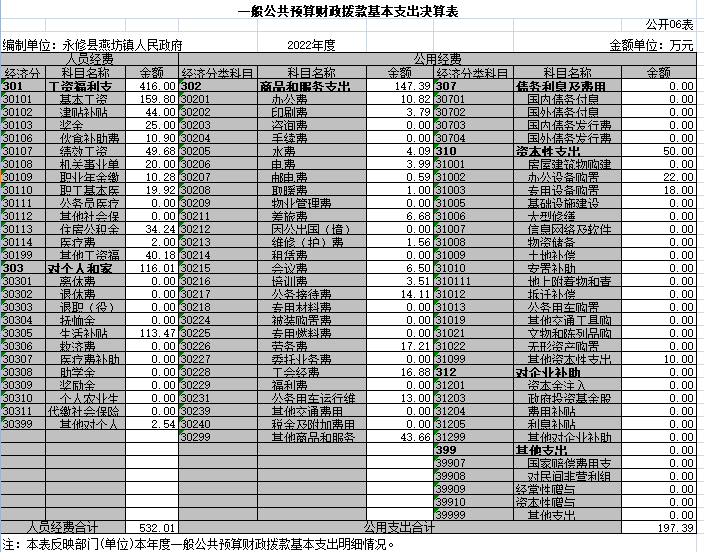 一般公共预算财政拨款基本支出决算表
公开06表
编制单位：永修县燕坊镇人民政府 2022年度 金额单位：万元
人员经费 公用经费
经济分 科目名称 金额 经济分类科目 科目名称 金额 经济分类科目 科目名称 金额
301 工资福利支 416.00 302 商品和服务支出 147.39 307 债务利息及费用 0.00
30101 基本工资 159.80 30201 办公费 10.82 30701 国内债务付息 0.00
30102 津贴补贴 44.00 30202 印刷费 3.79 30702 国外债务付息 0.00
30103 奖金 25.00 30203 咨询费 0.00 30703 国内债务发行费 0.00
30106 伙食补助费 10.90 30204 手续费 0.00 30704 国外债务发行费 0.00
30107 绩效工资 49.68 30205 水费 4.09 310 资本性支出 50.00
30108 机关事业单 20.00 30206 电费 3.99 31001 房屋建筑物购建 0.00
30109 职业年金缴 10.28 30207 邮电费 0.59 31002 办公设备购置 22.00
30110 职工基本医 19.92 30208 取暖费 1.00 31003 专用设备购置 18.00
30111 公务员医疗 0.00 30209 物业管理费 0.00 31005 基础设施建设 0.00
30112 其他社会保 0.00 30211 差旅费 6.68 31006 大型修缮 0.00
30113 住房公积金 34.24 30212 因公出国（境） 0.00 31007 信息网络及软件 0.00
30114 医疗费 2.00 30213 维修（护）费 1.56 31008 物资储备 0.00
30199 其他工资福 40.18 30214 租赁费 0.00 31009 土地补偿 0.00
303 对个人和家 116.01 30215 会议费 6.50 31010 安置补助 0.00
30301 离休费 0.00 30216 培训费 3.51 310111 地上附着物和青 0.00
30302 退休费 0.00 30217 公务接待费 14.11 31012 拆迁补偿 0.00
30303 退职（役） 0.00 30218 专用材料费 0.00 31013 公务用车购置 0.00
30304 抚恤金 0.00 30224 被装购置费 0.00 31019 其他交通工具购 0.00
30305 生活补贴 113.47 30225 专用燃料费 0.00 31021 文物和陈列品购 0.00
30306 救济费 0.00 30226 劳务费 17.21 31022 无形资产购置 0.00
30307 医疗费补助 0.00 30227 委托业务费 0.00 31099 其他资本性支出 10.00
30308 助学金 0.00 30228 工会经费 16.88 312 对企业补助 0.00
30309 奖励金 0.00 30229 福利费 0.00 31201 资本金注入 0.00
30310 个人农业生 0.00 30231 公务用车运行维 13.00 31203 政府投资基金股 0.00
30311 代缴社会保险 0.00 30239 其他交通费用 0.00 31204 费用补贴 0.00
30399 其他对个人 2.54 30240 税金及附加费用 0.00 31205 利息补贴 0.00
30299 其他商品和服务 43.66 31299 其他对企业补助 0.00
399 其他支出 0.00
39907 国家赔偿费用支 0.00
39908 对民间非营利组 0.00
39909 经常性赠与 0.00
39910 资本性赠与 0.00
39999 其他支出 0.00
人员经费合计 532.01 公用支出合计 197.39
注：本表反映部门(单位)本年度一般公共预算财政拨款基本支出明细情况。